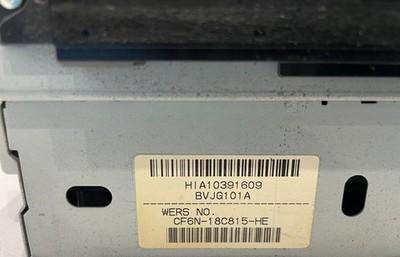 HIA10391609
BVJG101A
WERS NO.
CF6N-18C815-HE